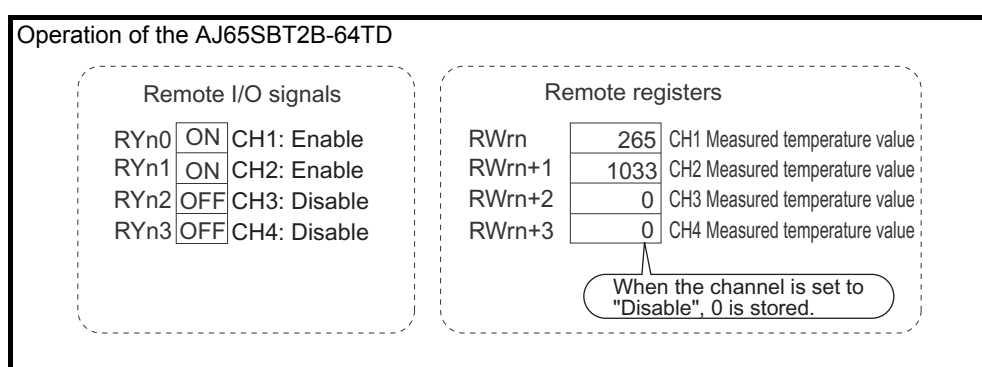 Operation of the AJ65SBT2B-64TD
Remote I/O signals
RYn0 ON CH1: Enable
RYn1 ON CH2: Enable
RYn2 OFF CH3: Disable
RYn3 OFF CH4: Disable
Remote registers
RWrn 265 CH1 Measured temperature value
RWrn+1 1033 CH2 Measured temperature value
RWrn+2 0 CH3 Measured temperature value
RWrn+3 0 CH4 Measured temperature value
When the channel is set to
"Disable", 0 is stored.